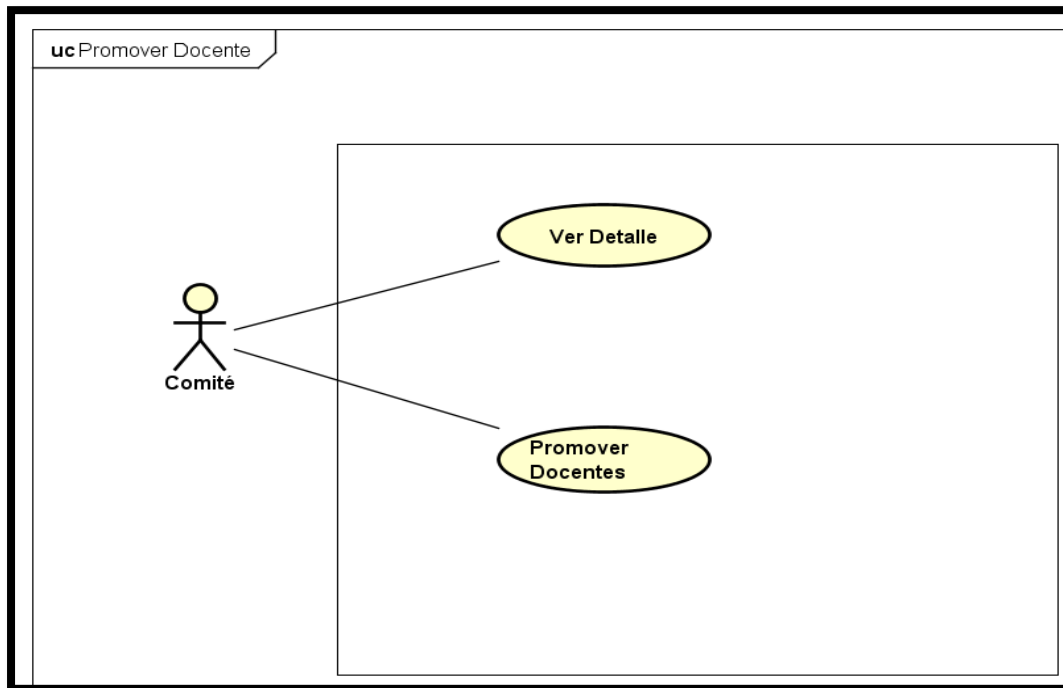 uc Promover Docente
Ver Detalle
Comité
Promover
Docentes